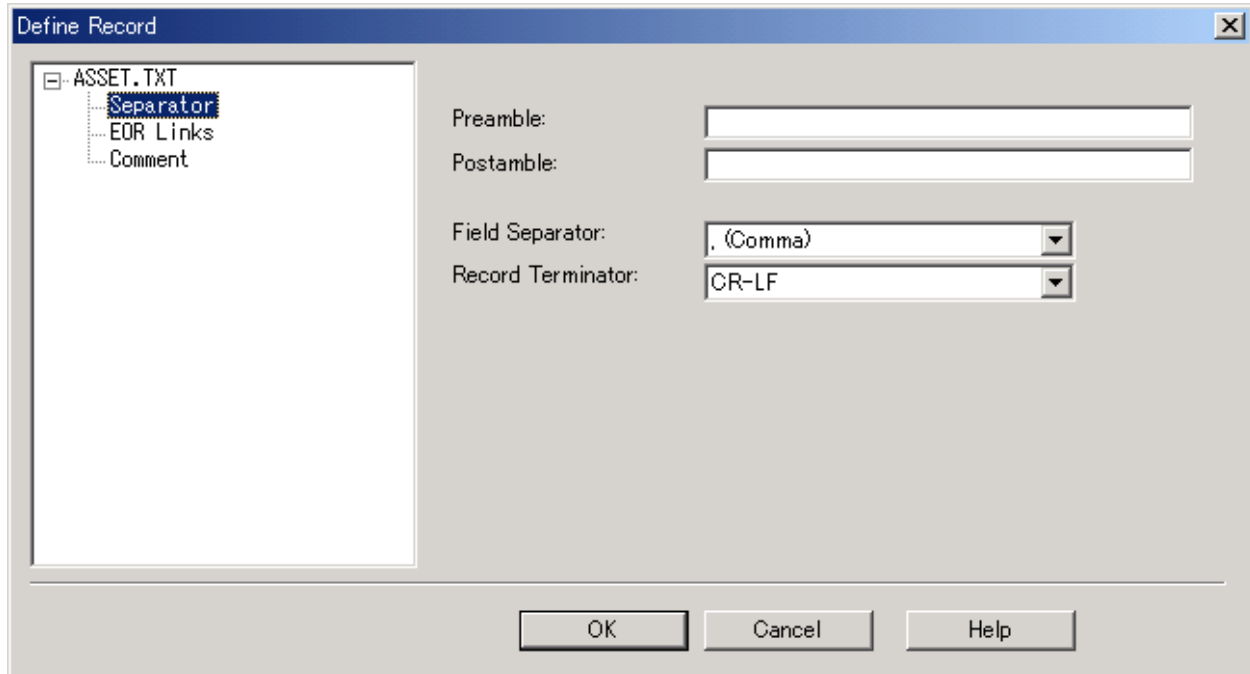 Define Record
ASSET.TXT
Separator
EOR Links
Comment
Preamble:
Postamble:
Field Separator: , (Comma)
Record Terminator: CR-LF
OK Cancel Help